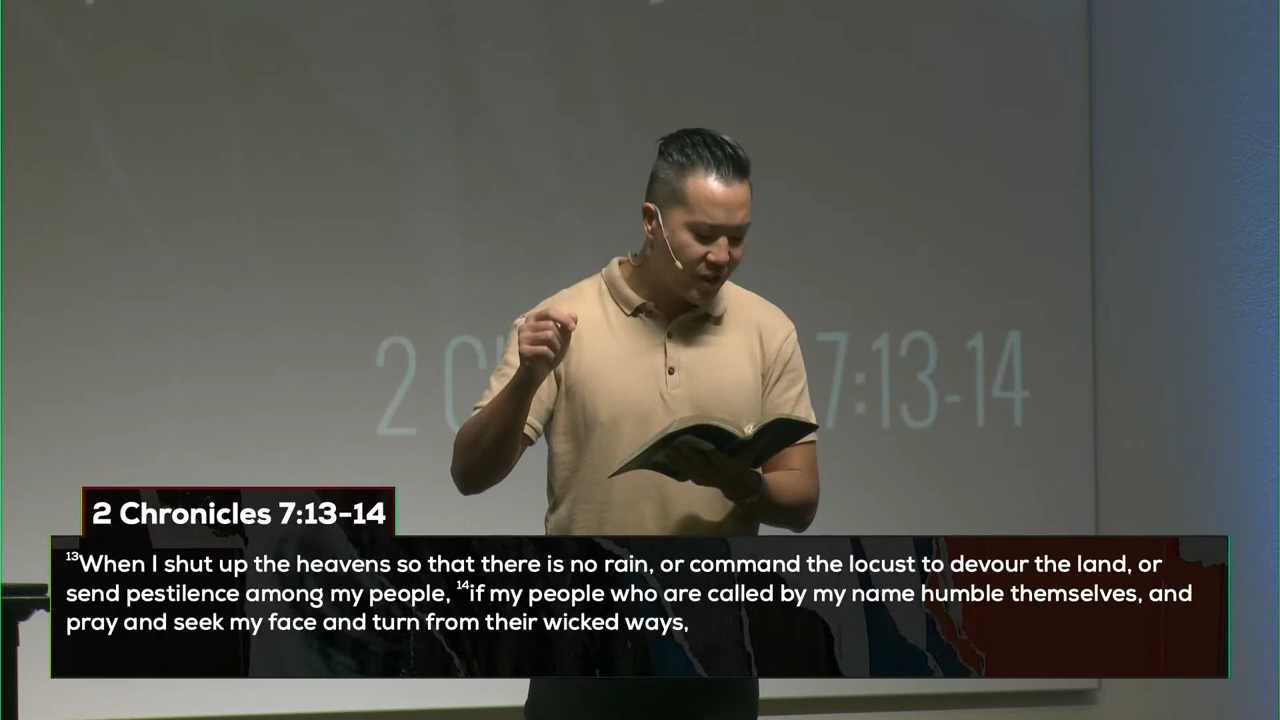 2 C 7:13-14
2 Chronicles 7:13-14
13When I shut up the heavens so that there is no rain, or command the locust to devour the land, or
send pestilence among my people, 14if my people who are called by my name humble themselves, and
pray and seek my face and turn from their wicked ways,